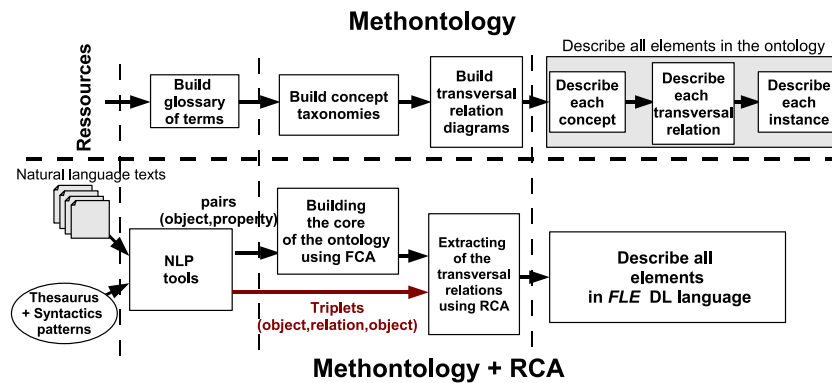 Methontology
Describe all elements in the ontology
Ressources
Build
glossary
of terms
Build concept
taxonomies
Build
transversal
relation
diagrams
Describe
each
concept
Describe
each
transversal
relation
Describe
each
instance
Natural language texts
pairs
(object,property)
Thesaurus
+ Syntactics
patterns
NLP
tools
Building
the core
of the ontology
using FCA
Triplets
(object,relation,object)
Extracting
of the
transversal
relations
using RCA
Describe all
elements
in FLE DL language
Methontology + RCA